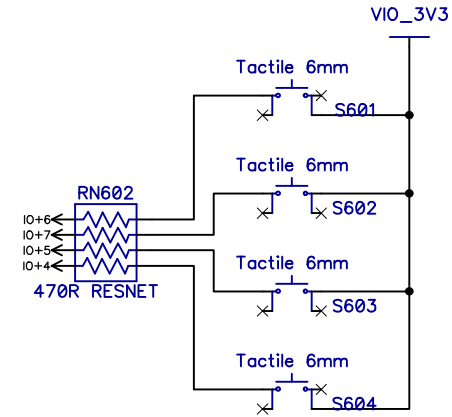 VIO_3V3
Tactile 6mm
S601
Tactile 6mm
RN602
IO+6
S602
IO+7
IO+5
IO+4
Tactile 6mm
470R RESNET
S603
Tactile 6mm
S604